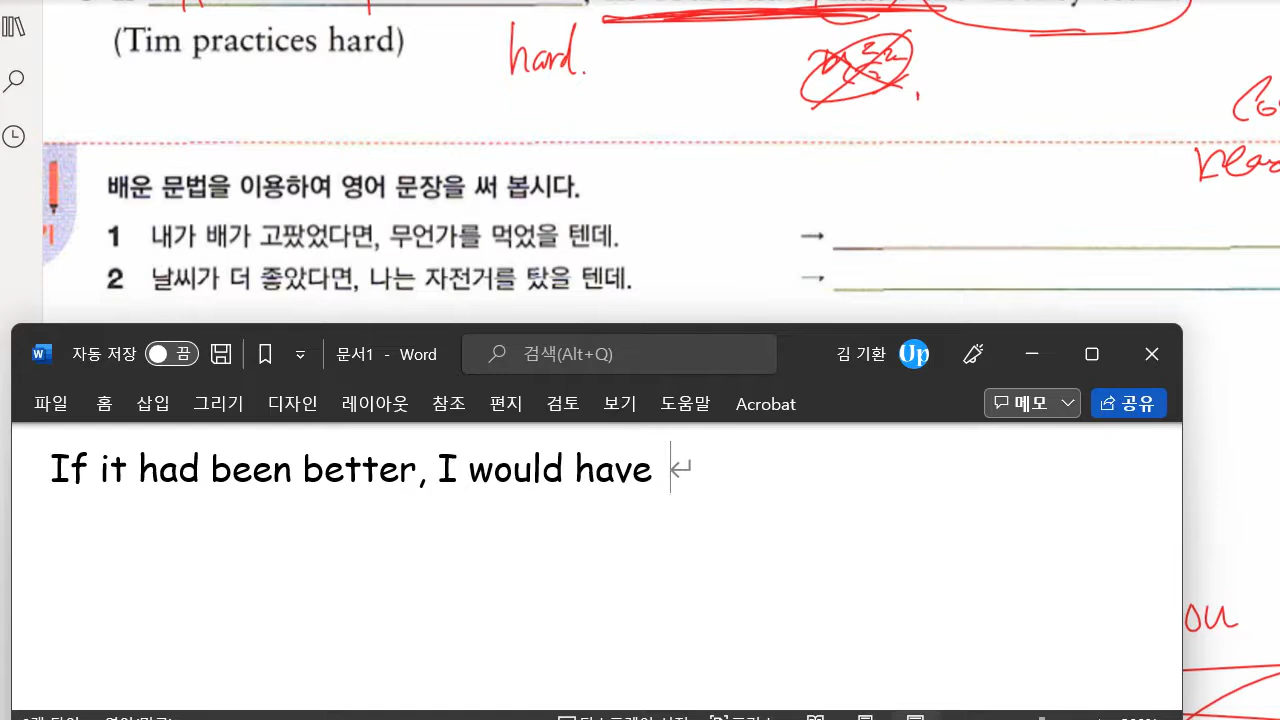 (Tim practices hard)
hard.
배운 문법을 이용하여 영어 문장을 써 봅시다.
1 내가 배가 고팠었다면, 무언가를 먹었을 텐데. →
2 날씨가 더 좋았다면, 나는 자전거를 탔을 텐데. →
자동 저장 끔 문서1 - Word 검색(Alt+Q) 김 기환 Up
파일 홈 삽입 그리기 디자인 레이아웃 참조 편지 검토 보기 도움말 Acrobat 메모 공유
If it had been better, I would have
ou